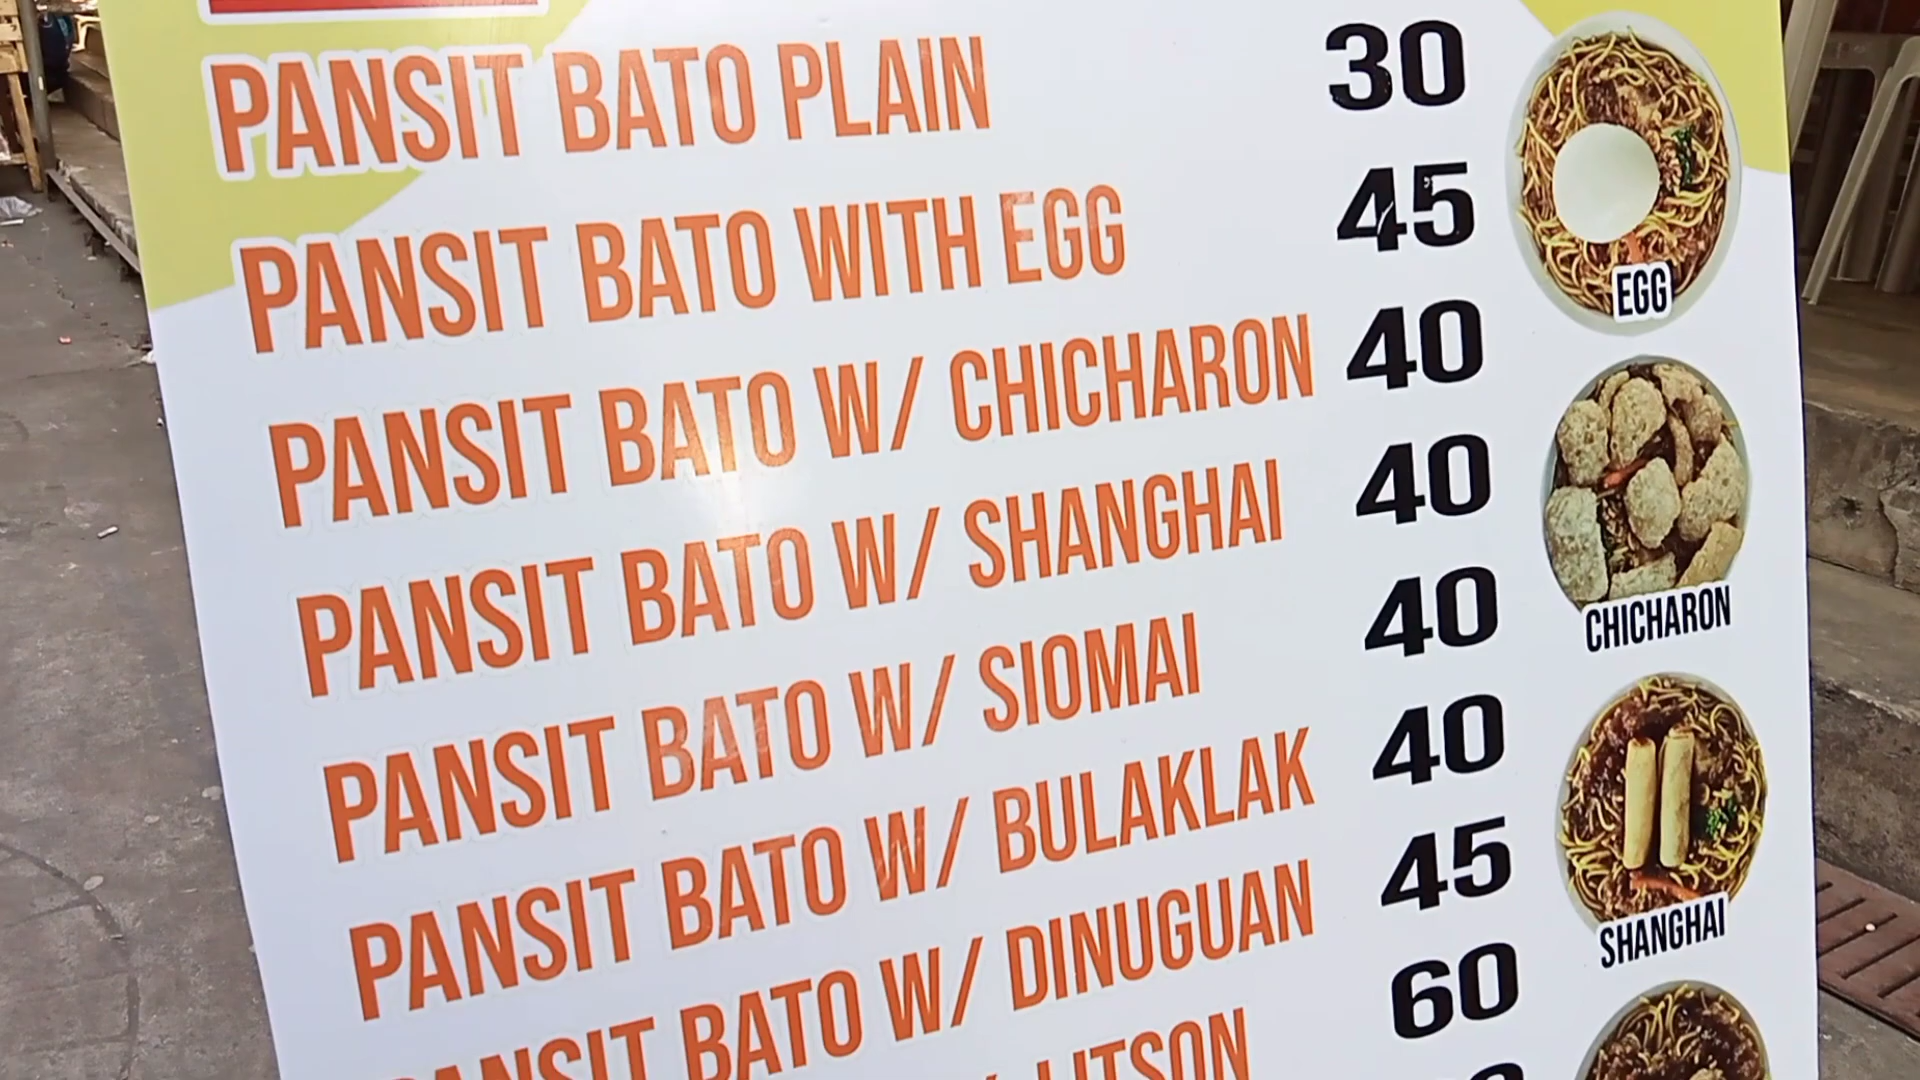 PANSIT BATO PLAIN 30
PANSIT BATO WITH EGG 45
PANSIT BATO W/ CHICHARON 40
PANSIT BATO W/ SHANGHAI 40
PANSIT BATO W/ SIOMAI 40
PANSIT BATO W/ BULAKLAK 40
PANSIT BATO W/ DINUGUAN 45
LITSON 60
EGG
CHICHARON
SHANGHAI